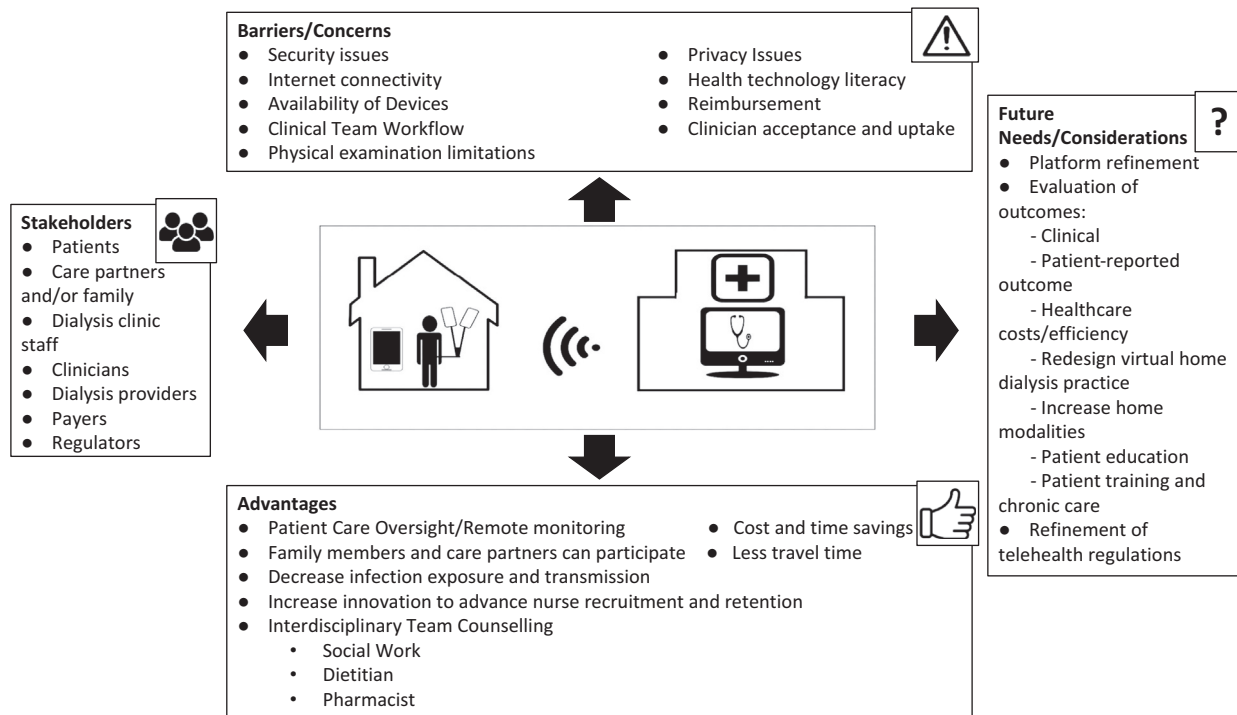 Barriers/Concerns
● Security issues
● Internet connectivity
● Availability of Devices
● Clinical Team Workflow
● Physical examination limitations
● Privacy Issues
● Health technology literacy
● Reimbursement
● Clinician acceptance and uptake
Stakeholders
● Patients
● Care partners
and/or family
● Dialysis clinic
staff
● Clinicians
● Dialysis providers
● Payers
● Regulators
Future
Needs/Considerations
?
● Platform refinement
● Evaluation of
outcomes:
- Clinical
- Patient-reported
outcome
- Healthcare
costs/efficiency
- Redesign virtual home
dialysis practice
- Increase home
modalities
- Patient education
- Patient training and
chronic care
● Refinement of
telehealth regulations
Advantages
● Patient Care Oversight/Remote monitoring
● Family members and care partners can participate
● Decrease infection exposure and transmission
● Increase innovation to advance nurse recruitment and retention
● Interdisciplinary Team Counselling
• Social Work
• Dietitian
• Pharmacist
● Cost and time savings
● Less travel time